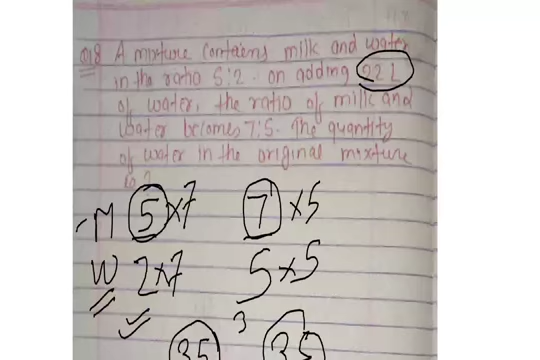 Q18 A mixture contains milk and water
in the ratio 5:2. on adding 22 L
of water, the ratio of milk and
water becomes 7:5. The quantity
of water in the original mixture
is?
M 5 x 7 7 x 5
W 2 x 7 5 x 5
3
35 35